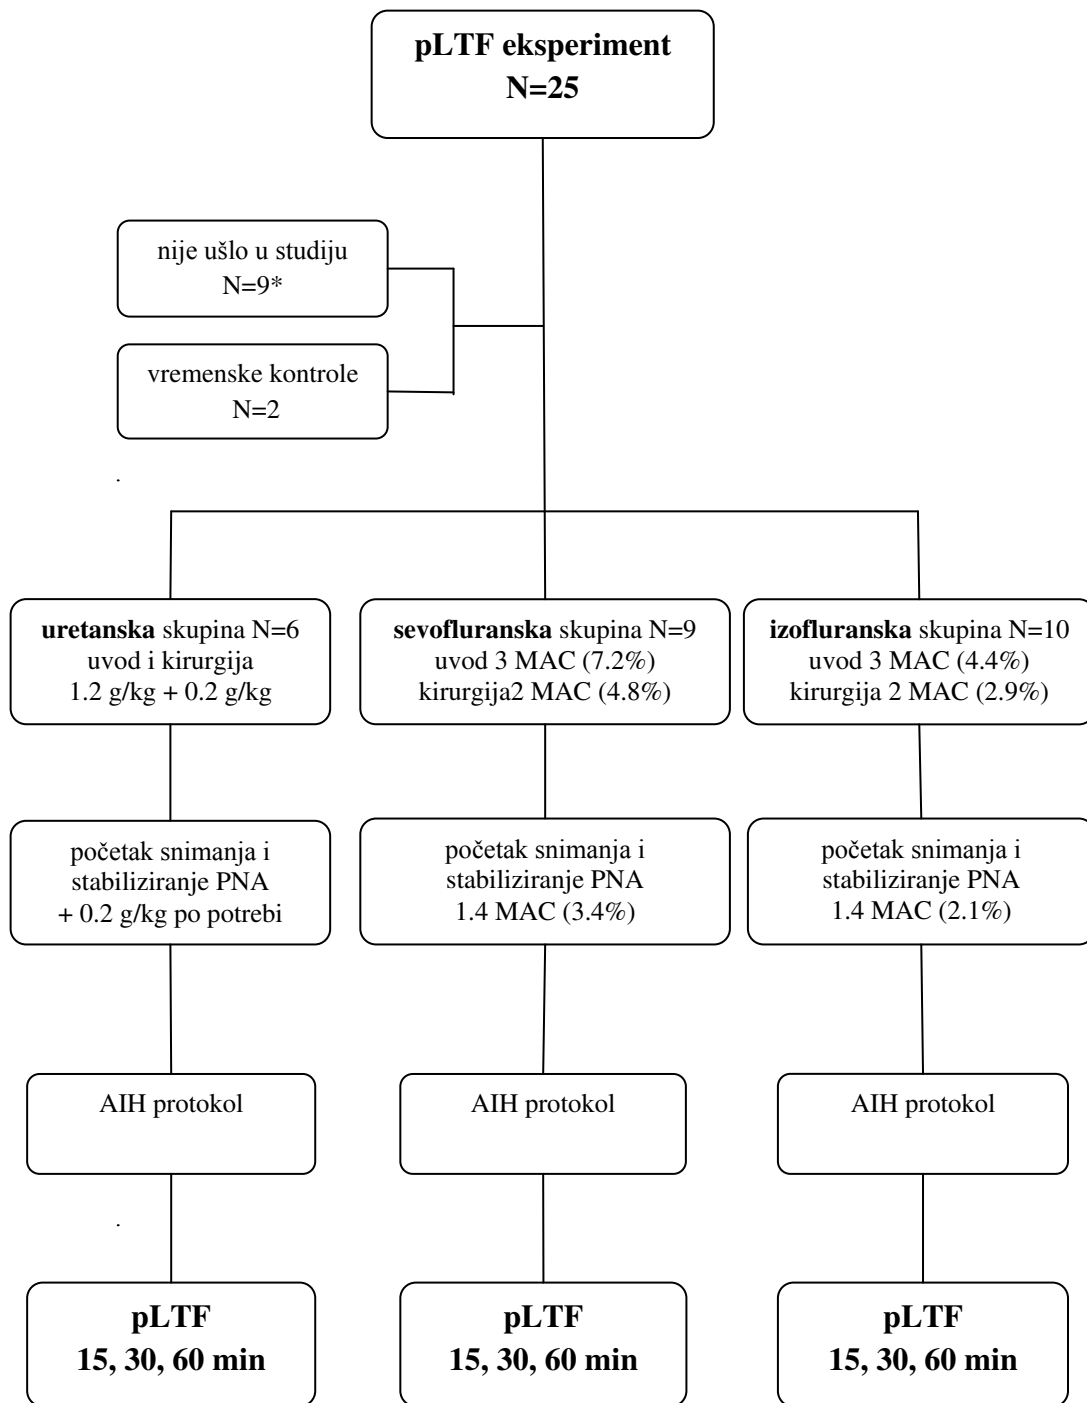 pLTF eksperiment
N=25
nije ušlo u studiju
N=9*
vremenske kontrole
N=2
uretanska skupina N=6
uvod i kirurgija
1.2 g/kg + 0.2 g/kg
sevofluranska skupina N=9
uvod 3 MAC (7.2%)
kirurgija2 MAC (4.8%)
izofluranska skupina N=10
uvod 3 MAC (4.4%)
kirurgija 2 MAC (2.9%)
početak snimanja i
stabiliziranje PNA
+ 0.2 g/kg po potrebi
početak snimanja i
stabiliziranje PNA
1.4 MAC (3.4%)
početak snimanja i
stabiliziranje PNA
1.4 MAC (2.1%)
AIH protokol
AIH protokol
AIH protokol
pLTF
15, 30, 60 min
pLTF
15, 30, 60 min
pLTF
15, 30, 60 min